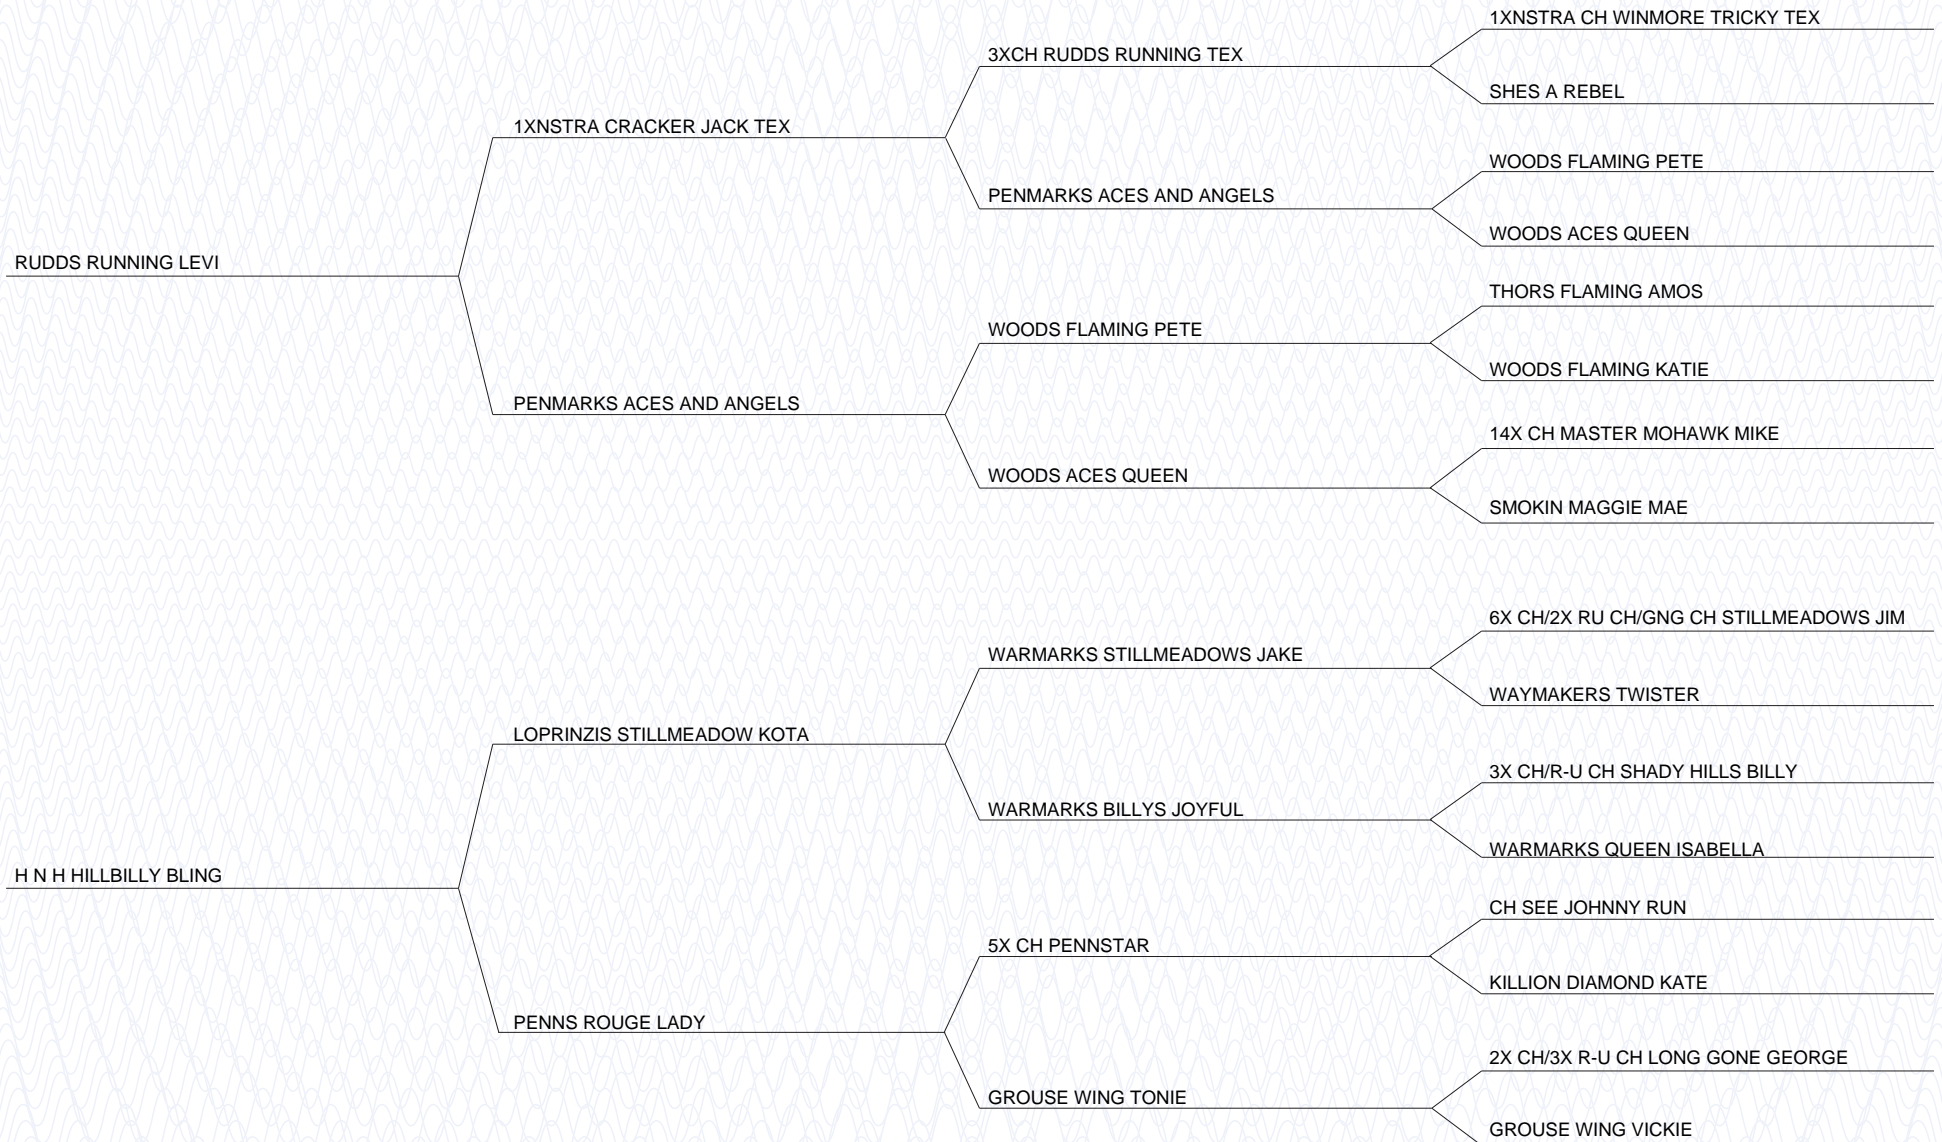 1XNSTRA CH WINMORE TRICKY TEX
3XCH RUDDS RUNNING TEX
SHES A REBEL
1XNSTRA CRACKER JACK TEX
WOODS FLAMING PETE
PENMARKS ACES AND ANGELS
WOODS ACES QUEEN
RUDDS RUNNING LEVI
THORS FLAMING AMOS
WOODS FLAMING PETE
WOODS FLAMING KATIE
PENMARKS ACES AND ANGELS
14X CH MASTER MOHAWK MIKE
WOODS ACES QUEEN
SMOKIN MAGGIE MAE
6X CH/2X RU CH/GNG CH STILLMEADOWS JIM
WARMARKS STILLMEADOWS JAKE
WAYMAKERS TWISTER
LOPRINZIS STILLMEADOW KOTA
3X CH/R-U CH SHADY HILLS BILLY
WARMARKS BILLYS JOYFUL
WARMARKS QUEEN ISABELLA
H N H HILLBILLY BLING
CH SEE JOHNNY RUN
5X CH PENNSTAR
KILLION DIAMOND KATE
PENNS ROUGE LADY
2X CH/3X R-U CH LONG GONE GEORGE
GROUSE WING TONIE
GROUSE WING VICKIE